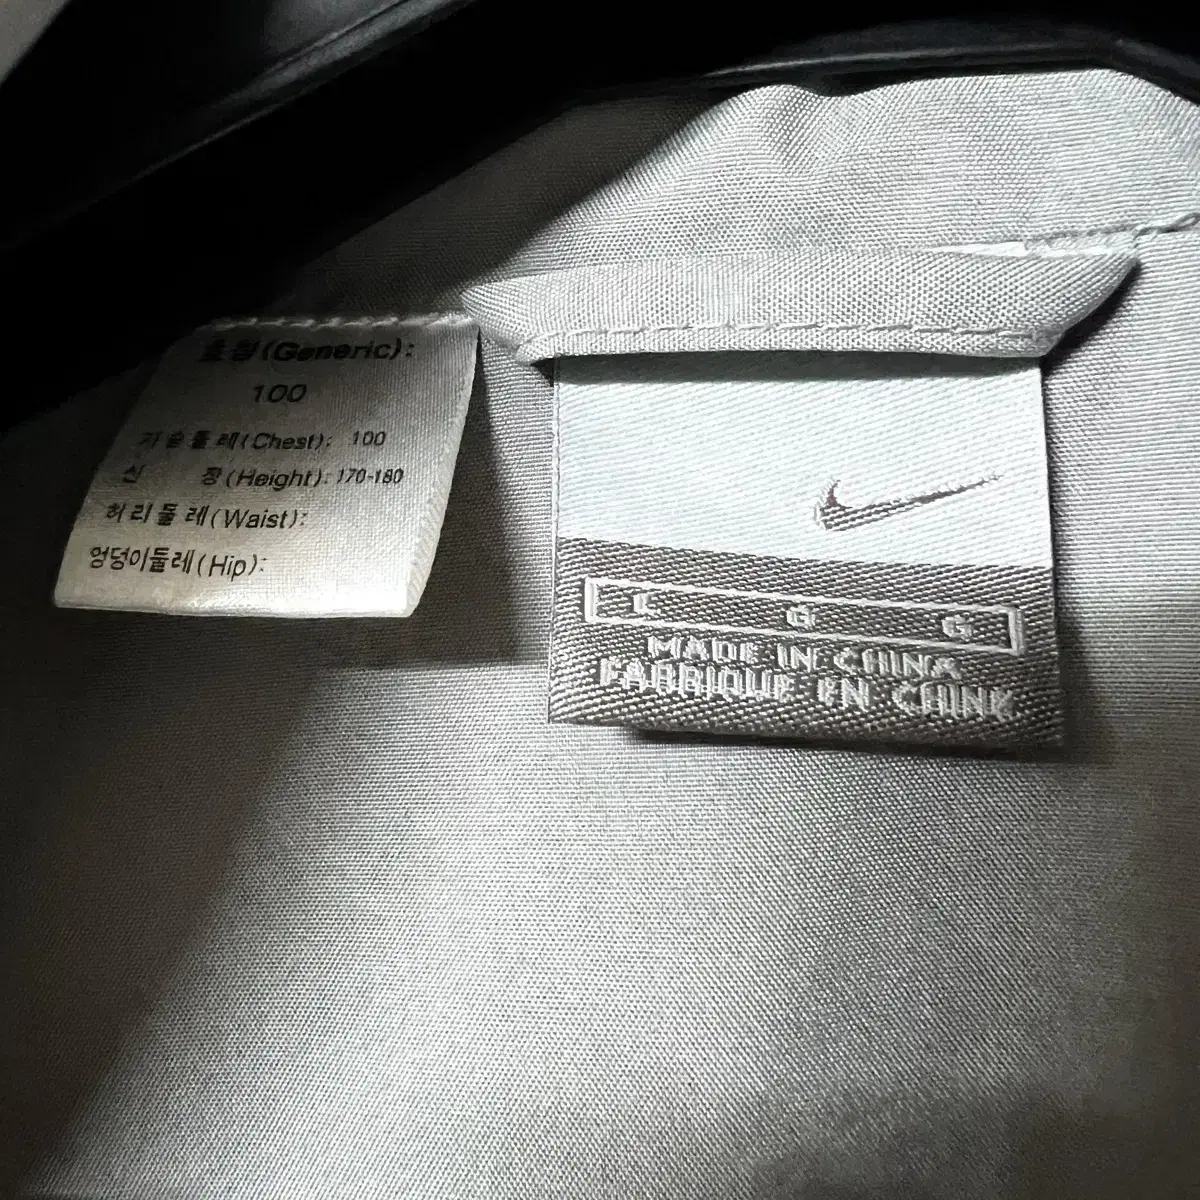 호칭(Generic):
100
가슴둘레(Chest): 100
신 장(Height): 170-180
허리둘레(Waist):
엉덩이둘레(Hip):
L G G
MADE IN CHINA
FABRIQUE EN CHINE